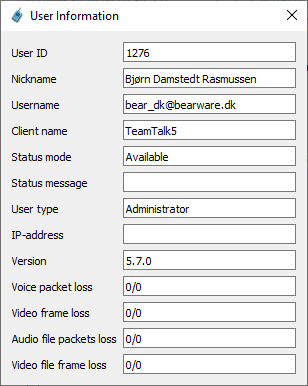 User Information
User ID 1276
Nickname Bjørn Damstedt Rasmussen
Username bear_dk@bearware.dk
Client name TeamTalk5
Status mode Available
Status message
User type Administrator
IP-address
Version 5.7.0
Voice packet loss 0/0
Video frame loss 0/0
Audio file packets loss 0/0
Video file frame loss 0/0